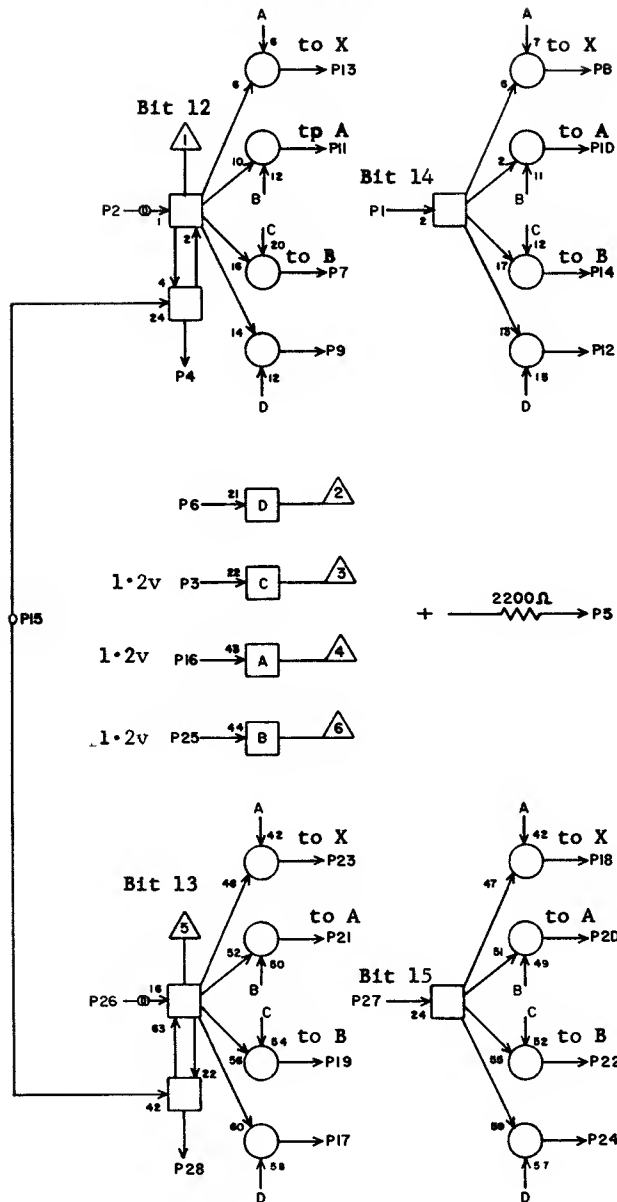 A A
6 to X 7 to X
6 P13 6 P8
Bit 12
1 tp A to A
10 P11 2 P10
12 Bit 14 11
P2 1 B P1 2 B
2 C C
20 to B 12 to B
4 16 P7 17 P14
24
14 P9 13 P12
P4 12 15
D D
P6 21 D 2
1·2v P3 22 C 3
2200Ω
P15 + P5
1·2v P16 43 A 4
1·2v P25 44 B 6
A A
42 to X 42 to X
P23 P18
Bit 13 46 47
5 to A to A
52 P21 51 P20
50 Bit 15 49
P26 16 B P27 24 B
63 C C
54 to B 52 to B
22 56 P19 55 P22
42
60 P17 59 P24
P28 58 57
D D